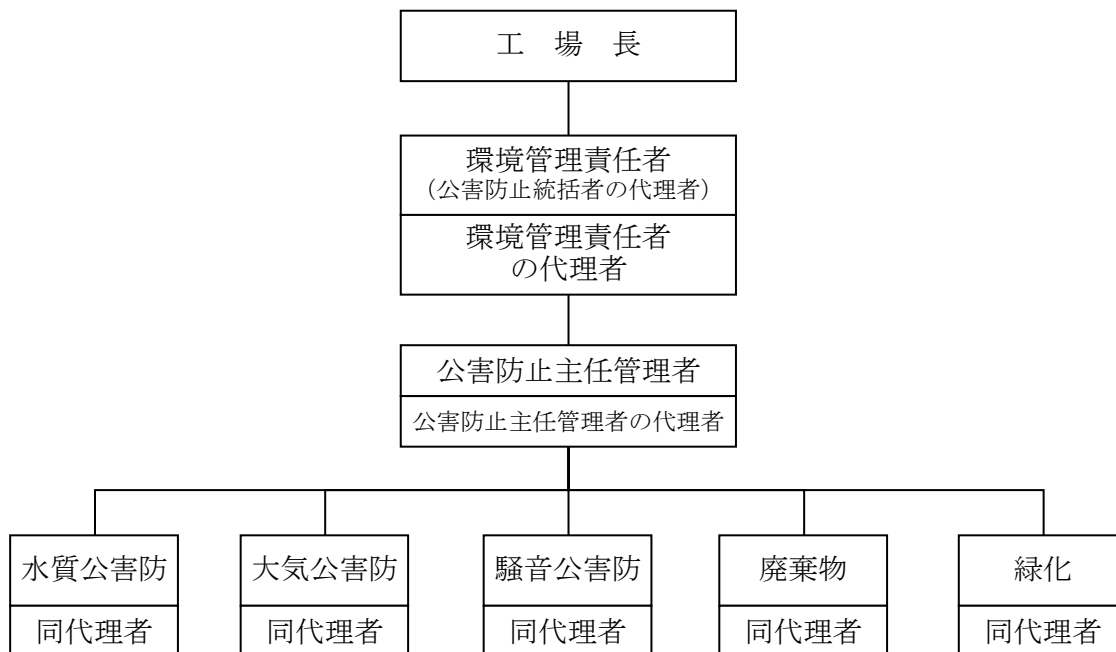 工 場 長
環境管理責任者
（公害防止統括者の代理者）
環境管理責任者
の代理者
公害防止主任管理者
公害防止主任管理者の代理者
水質公害防
大気公害防
騒音公害防
廃棄物
緑化
同代理者
同代理者
同代理者
同代理者
同代理者